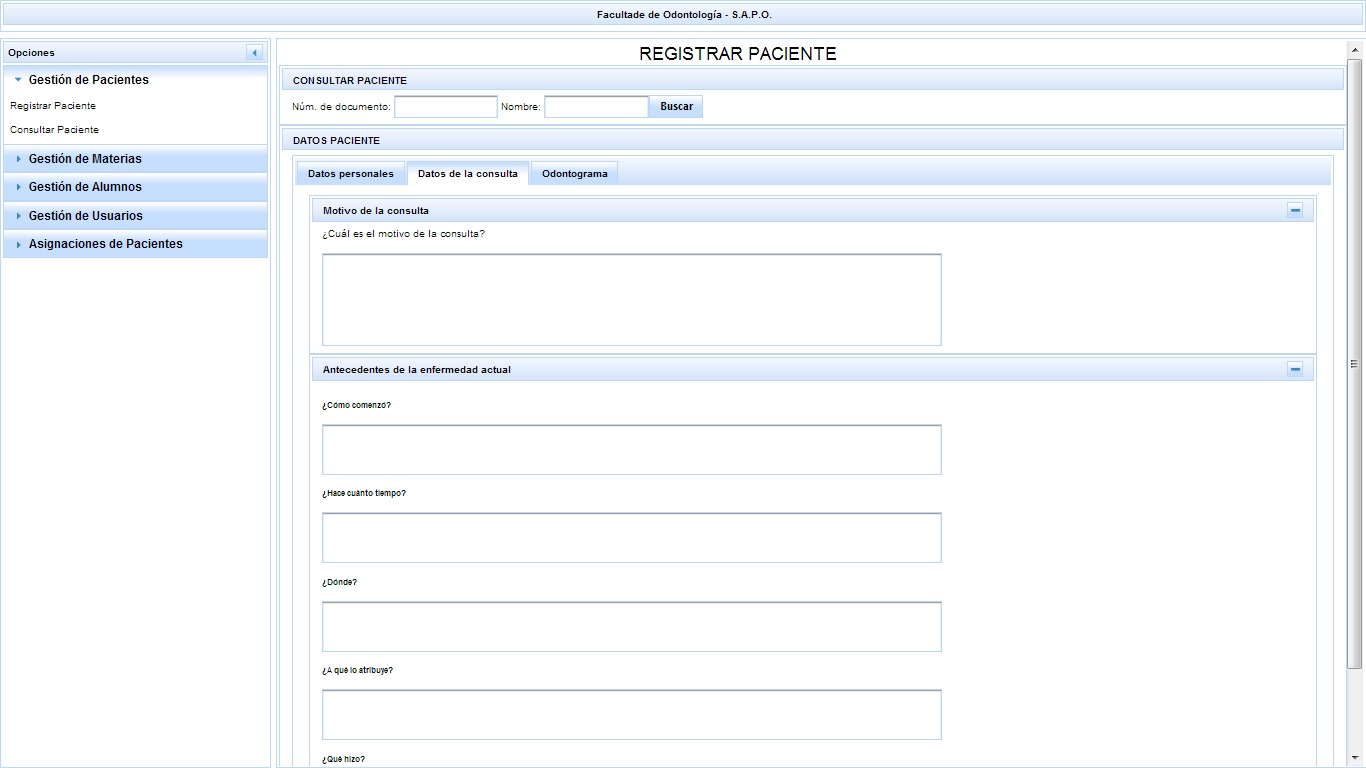 Facultade de Odontología - S.A.P.O.
Opciones
Gestión de Pacientes
Registrar Paciente
Consultar Paciente
Gestión de Materias
Gestión de Alumnos
Gestión de Usuarios
Asignaciones de Pacientes
REGISTRAR PACIENTE
CONSULTAR PACIENTE
Núm. de documento: Nombre: Buscar
DATOS PACIENTE
Datos personales Datos de la consulta Odontograma
Motivo de la consulta
¿Cuál es el motivo de la consulta?
Antecedentes de la enfermedad actual
¿Cómo comenzó?
¿Hace cuánto tiempo?
¿Dónde?
¿A qué lo atribuye?
¿Qué hizo?